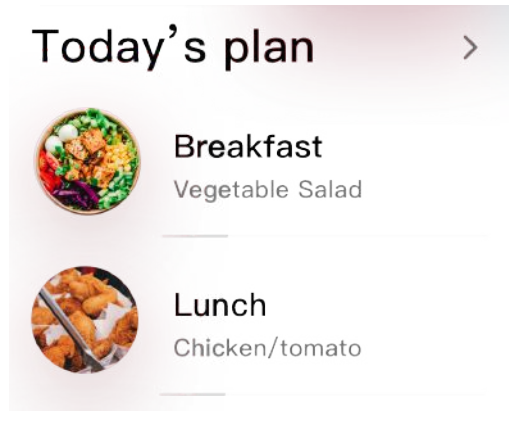 Today’s plan
Breakfast
Vegetable Salad
Lunch
Chicken/tomato